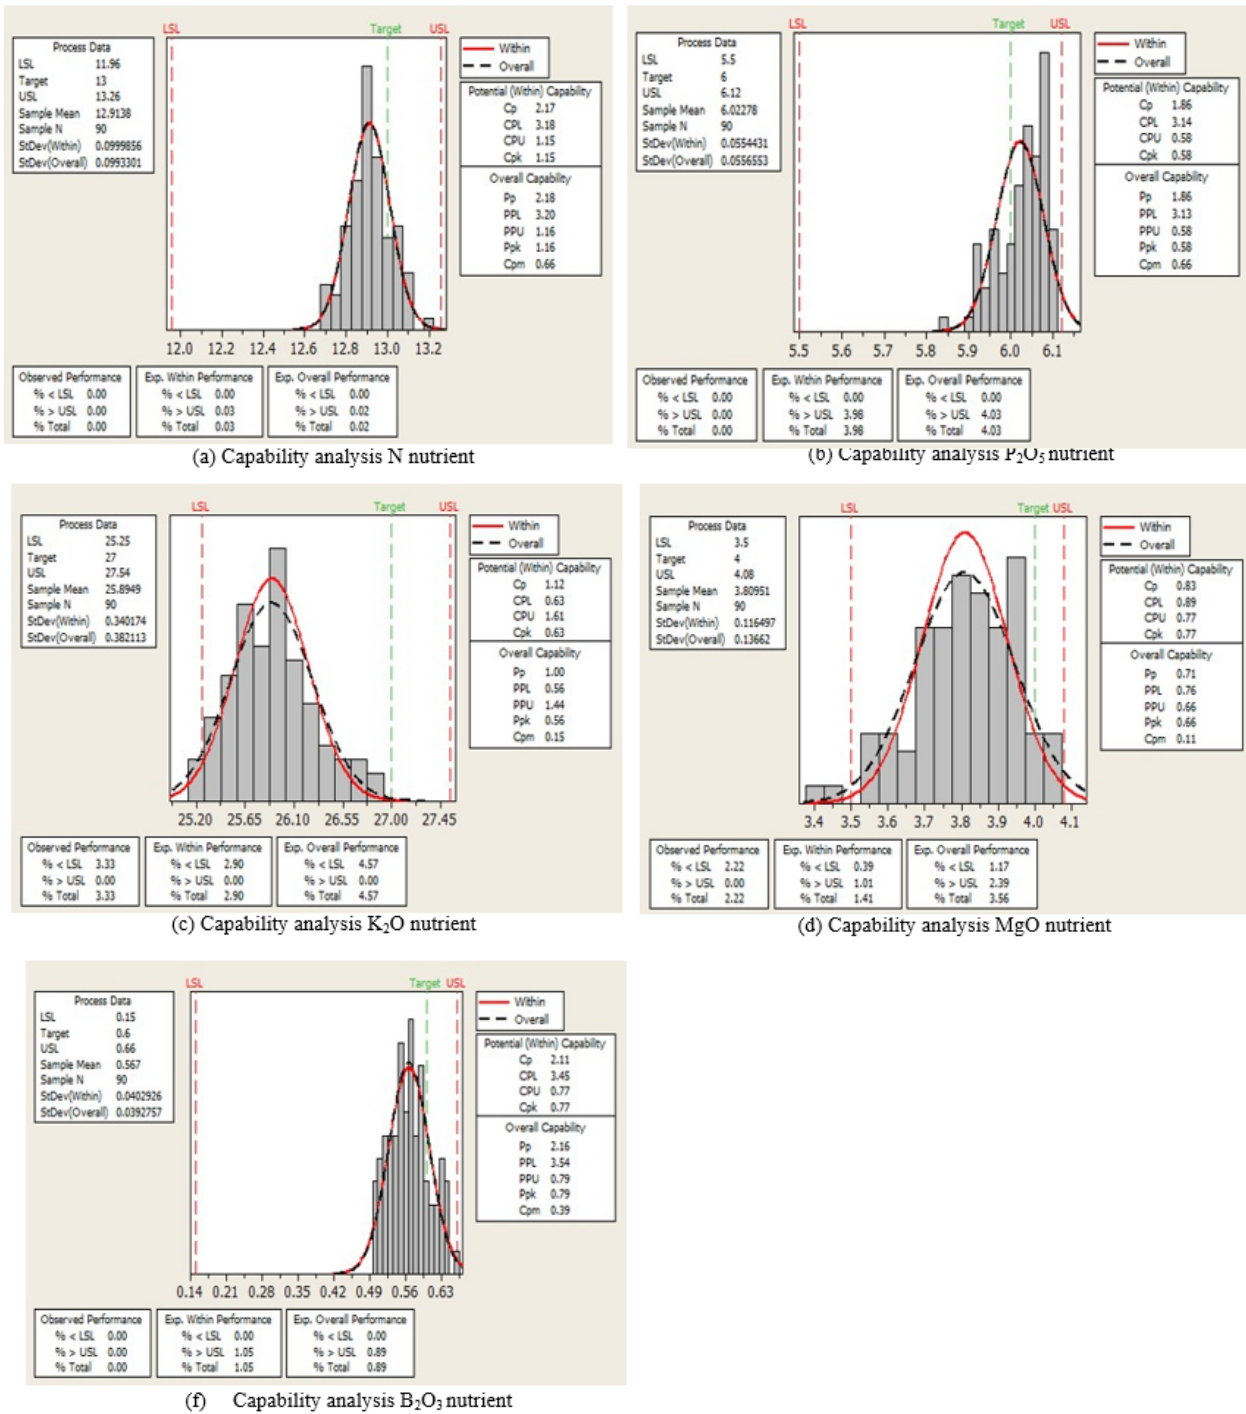 LSL Target USL
Process Data
LSL 11.96
Target 13
USL 13.26
Sample Mean 12.9138
Sample N 90
StDev(Within) 0.0999856
StDev(Overall) 0.0993301
Within
Overall
Potential (Within) Capability
Cp 2.17
CPL 3.18
CPU 1.15
Cpk 1.15
Overall Capability
Pp 2.18
PPL 3.20
PPU 1.16
Ppk 1.16
Cpm 0.66
12.0 12.2 12.4 12.6 12.8 13.0 13.2
Observed Performance
% < LSL 0.00
% > USL 0.00
% Total 0.00
Exp. Within Performance
% < LSL 0.00
% > USL 0.03
% Total 0.03
Exp. Overall Performance
% < LSL 0.00
% > USL 0.02
% Total 0.02
(a) Capability analysis N nutrient
LSL Target USL
Process Data
LSL 5.5
Target 6
USL 6.12
Sample Mean 6.02278
Sample N 90
StDev(Within) 0.0554431
StDev(Overall) 0.0556553
Within
Overall
Potential (Within) Capability
Cp 1.86
CPL 3.14
CPU 0.58
Cpk 0.58
Overall Capability
Pp 1.86
PPL 3.13
PPU 0.58
Ppk 0.58
Cpm 0.66
5.5 5.6 5.7 5.8 5.9 6.0 6.1
Observed Performance
% < LSL 0.00
% > USL 0.00
% Total 0.00
Exp. Within Performance
% < LSL 0.00
% > USL 3.98
% Total 3.98
Exp. Overall Performance
% < LSL 0.00
% > USL 4.03
% Total 4.03
(b) Capability analysis P₂O₅ nutrient
LSL Target USL
Process Data
LSL 25.25
Target 27
USL 27.54
Sample Mean 25.8949
Sample N 90
StDev(Within) 0.340174
StDev(Overall) 0.382113
Within
Overall
Potential (Within) Capability
Cp 1.12
CPL 0.63
CPU 1.61
Cpk 0.63
Overall Capability
Pp 1.00
PPL 0.56
PPU 1.44
Ppk 0.56
Cpm 0.15
25.20 25.65 26.10 26.55 27.00 27.45
Observed Performance
% < LSL 3.33
% > USL 0.00
% Total 3.33
Exp. Within Performance
% < LSL 2.90
% > USL 0.00
% Total 2.90
Exp. Overall Performance
% < LSL 4.57
% > USL 0.00
% Total 4.57
(c) Capability analysis K₂O nutrient
LSL Target USL
Process Data
LSL 3.5
Target 4
USL 4.08
Sample Mean 3.80951
Sample N 90
StDev(Within) 0.116497
StDev(Overall) 0.13662
Within
Overall
Potential (Within) Capability
Cp 0.83
CPL 0.89
CPU 0.77
Cpk 0.77
Overall Capability
Pp 0.71
PPL 0.76
PPU 0.66
Ppk 0.66
Cpm 0.11
3.4 3.5 3.6 3.7 3.8 3.9 4.0 4.1
Observed Performance
% < LSL 2.22
% > USL 0.00
% Total 2.22
Exp. Within Performance
% < LSL 0.39
% > USL 1.01
% Total 1.41
Exp. Overall Performance
% < LSL 1.17
% > USL 2.39
% Total 3.56
(d) Capability analysis MgO nutrient
LSL Target USL
Process Data
LSL 0.15
Target 0.6
USL 0.66
Sample Mean 0.567
Sample N 90
StDev(Within) 0.0402926
StDev(Overall) 0.0392757
Within
Overall
Potential (Within) Capability
Cp 2.11
CPL 3.45
CPU 0.77
Cpk 0.77
Overall Capability
Pp 2.16
PPL 3.54
PPU 0.79
Ppk 0.79
Cpm 0.39
0.14 0.21 0.28 0.35 0.42 0.49 0.56 0.63
Observed Performance
% < LSL 0.00
% > USL 0.00
% Total 0.00
Exp. Within Performance
% < LSL 0.00
% > USL 1.05
% Total 1.05
Exp. Overall Performance
% < LSL 0.00
% > USL 0.89
% Total 0.89
(f) Capability analysis B₂O₃ nutrient